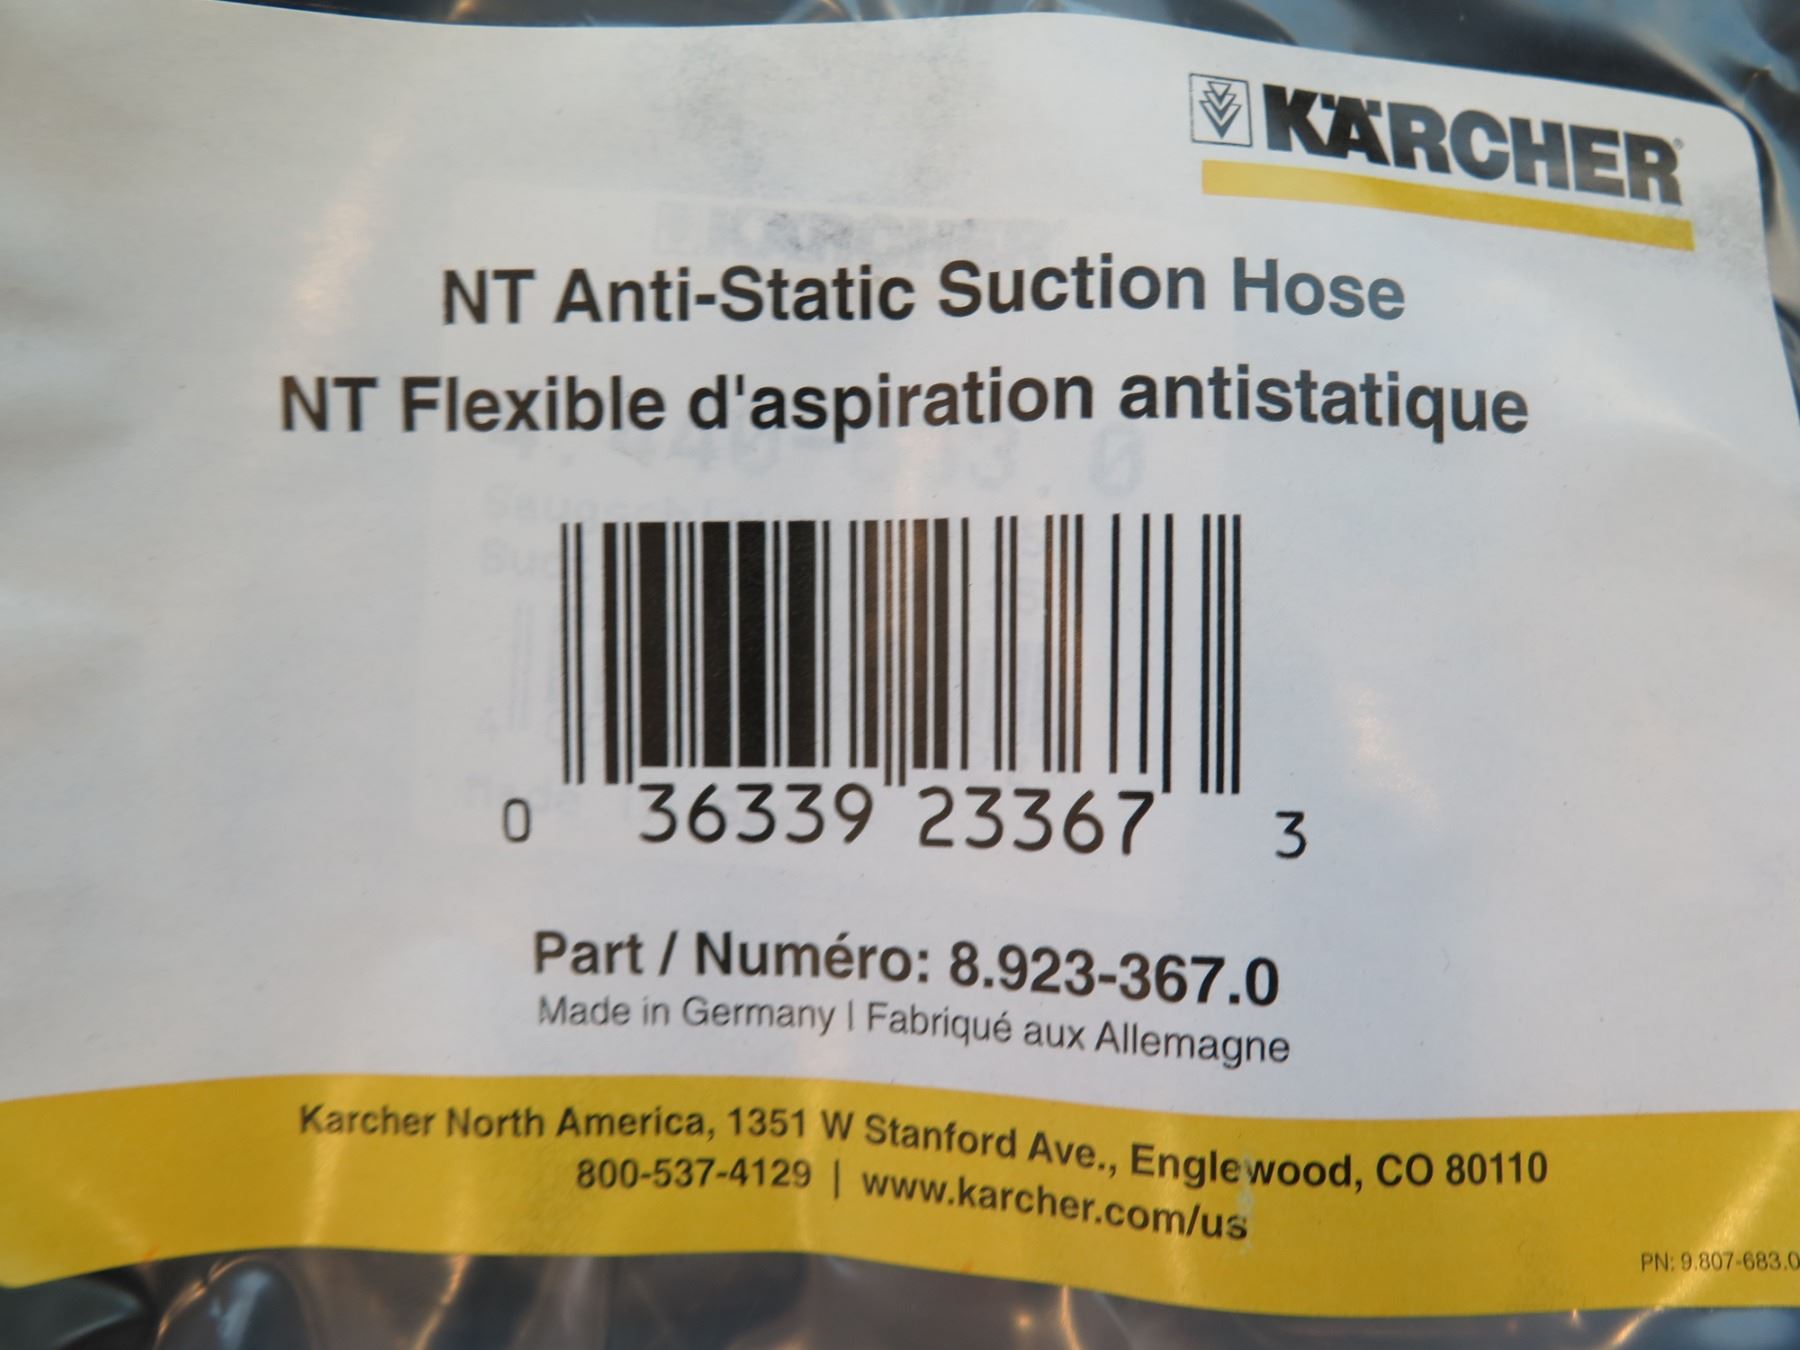 KÄRCHER
NT Anti-Static Suction Hose
NT Flexible d'aspiration antistatique
0 36339 23367 3
Part / Numéro: 8.923-367.0
Made in Germany | Fabriqué aux Allemagne
Karcher North America, 1351 W Stanford Ave., Englewood, CO 80110
800-537-4129 | www.karcher.com/us
PN: 9.807-683.0